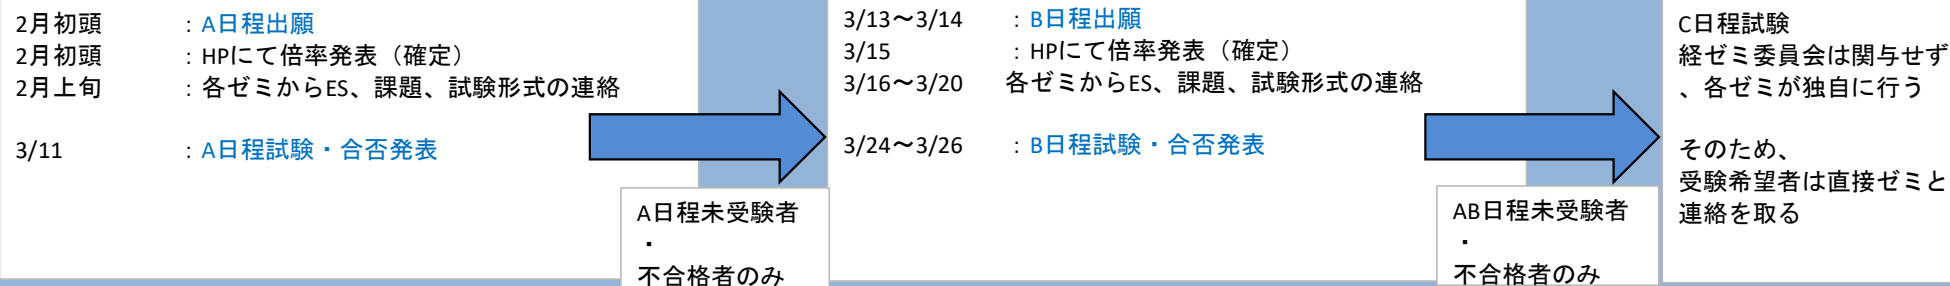 2月初頭 : A日程出願
2月初頭 : HPにて倍率発表（確定）
2月上旬 : 各ゼミからES、課題、試験形式の連絡
3/11 : A日程試験・合否発表
A日程未受験者
・
不合格者のみ
3/13～3/14 : B日程出願
3/15 : HPにて倍率発表（確定）
3/16～3/20 各ゼミからES、課題、試験形式の連絡
3/24～3/26 : B日程試験・合否発表
AB日程未受験者
・
不合格者のみ
C日程試験
経ゼミ委員会は関与せず
、各ゼミが独自に行う
そのため、
受験希望者は直接ゼミと
連絡を取る